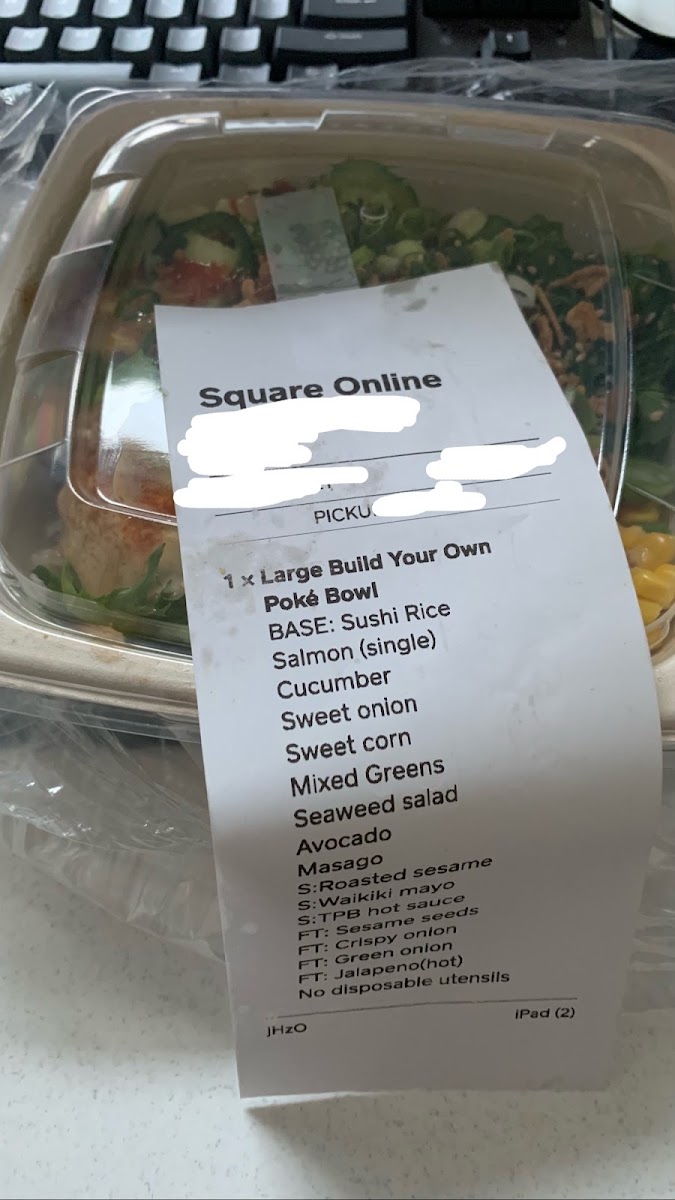 Square Online
PICKU
1 x Large Build Your Own
Poké Bowl
BASE: Sushi Rice
Salmon (single)
Cucumber
Sweet onion
Sweet corn
Mixed Greens
Seaweed salad
Avocado
Masago
S:Roasted sesame
S:Waikiki mayo
S:TPB hot sauce
FT: Sesame seeds
FT: Crispy onion
FT: Green onion
FT: Jalapeno(hot)
No disposable utensils
jHzO iPad (2)